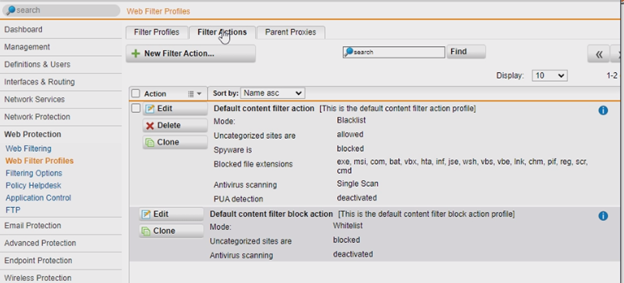 search
Web Filter Profiles
Dashboard
Management
Definitions & Users
Interfaces & Routing
Network Services
Network Protection
Web Protection
Web Filtering
Web Filter Profiles
Filtering Options
Policy Helpdesk
Application Control
FTP
Email Protection
Advanced Protection
Endpoint Protection
Wireless Protection
Filter Profiles Filter Actions Parent Proxies
+ New Filter Action... search Find
Display: 10 1-2
Action Sort by: Name asc
Edit Default content filter action [This is the default content filter action profile]
Mode: Blacklist
Delete Uncategorized sites are allowed
Clone Spyware is blocked
Blocked file extensions exe, msi, com, bat, vbx, hta, inf, jse, wsh, vbs, vbe, lnk, chm, pif, reg, scr,
cmd
Antivirus scanning Single Scan
PUA detection deactivated
Edit Default content filter block action [This is the default content filter block action profile]
Clone Mode: Whitelist
Uncategorized sites are blocked
Antivirus scanning deactivated